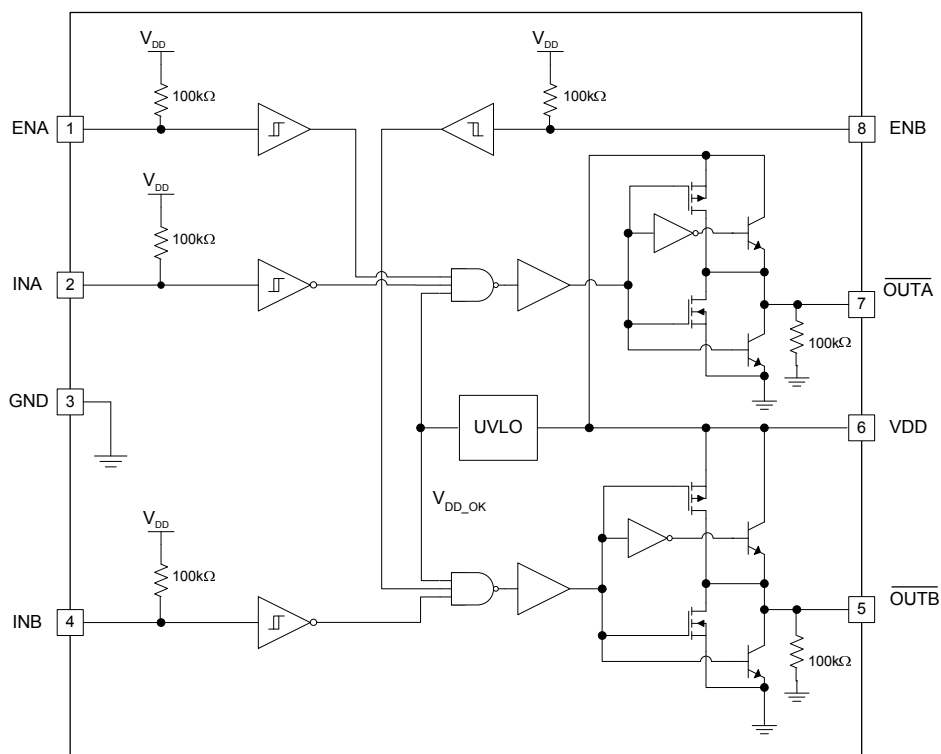 V_DD
100kΩ
V_DD
100kΩ
ENA 1
8 ENB
V_DD
100kΩ
INA 2
7 OUTA
100kΩ
GND 3
UVLO
6 VDD
V_DD_OK
V_DD
100kΩ
INB 4
5 OUTB
100kΩ